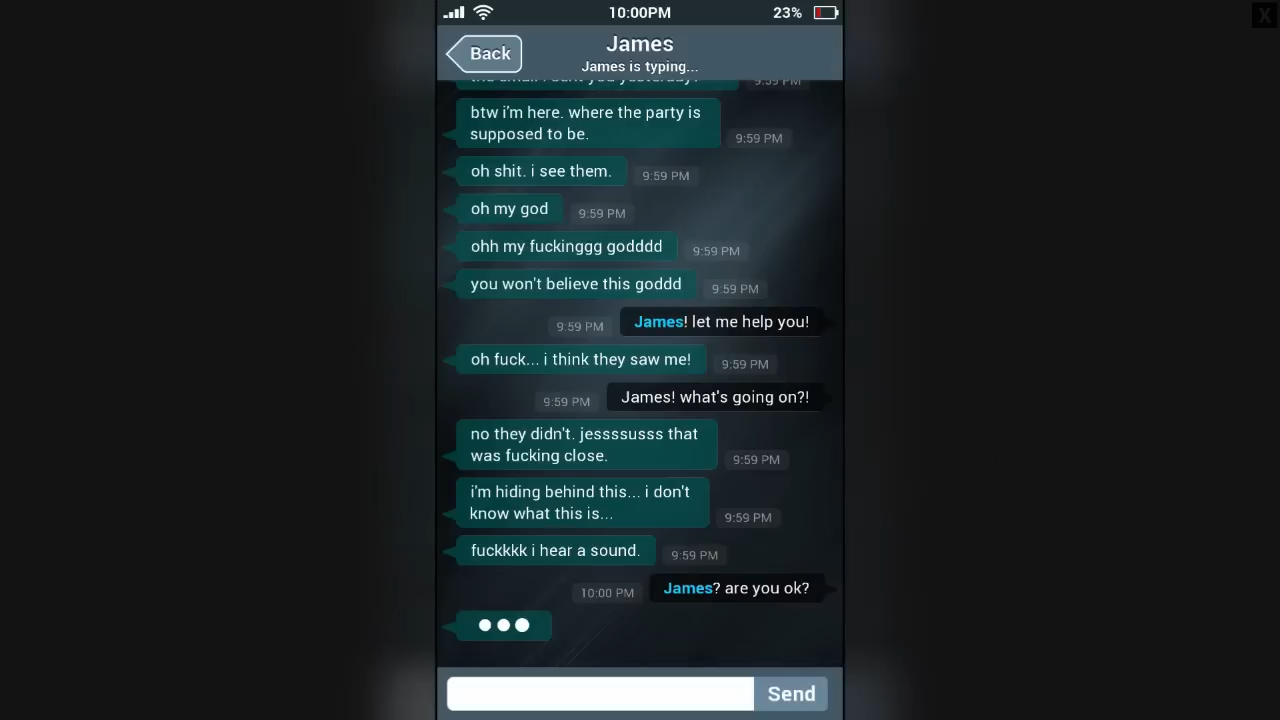 10:00PM
23%
X
Back
James
James is typing...
9:59 PM
btw i'm here. where the party is
supposed to be.
9:59 PM
oh shit. i see them.
9:59 PM
oh my god
9:59 PM
ohh my fuckinggg godddd
9:59 PM
you won't believe this goddd
9:59 PM
9:59 PM
James! let me help you!
oh fuck... i think they saw me!
9:59 PM
9:59 PM
James! what's going on?!
no they didn't. jessssusss that
was fucking close.
9:59 PM
i'm hiding behind this... i don't
know what this is...
9:59 PM
fuckkkk i hear a sound.
9:59 PM
10:00 PM
James? are you ok?
Send